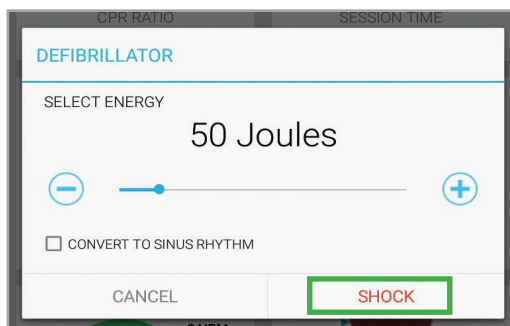 CPR RATIO SESSION TIME
DEFIBRILLATOR
SELECT ENERGY
50 Joules
CONVERT TO SINUS RHYTHM
CANCEL SHOCK